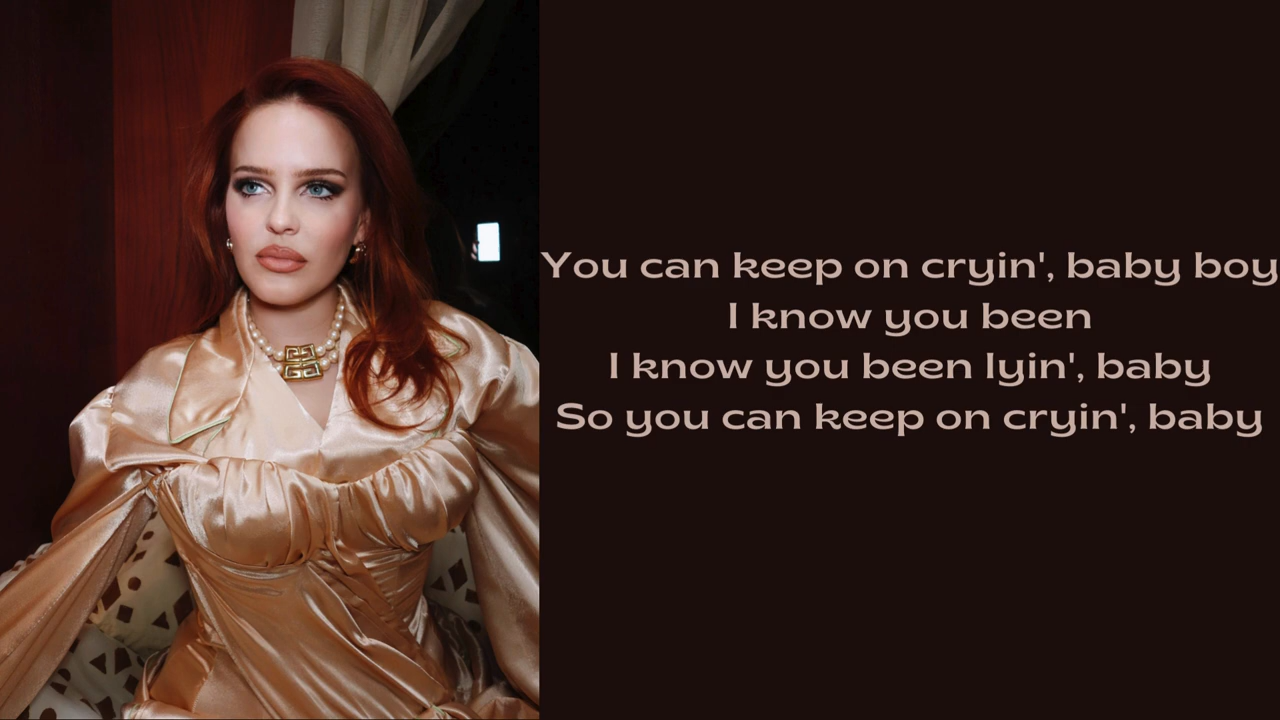 You can keep on cryin', baby boy
I know you been
I know you been lyin', baby
So you can keep on cryin', baby